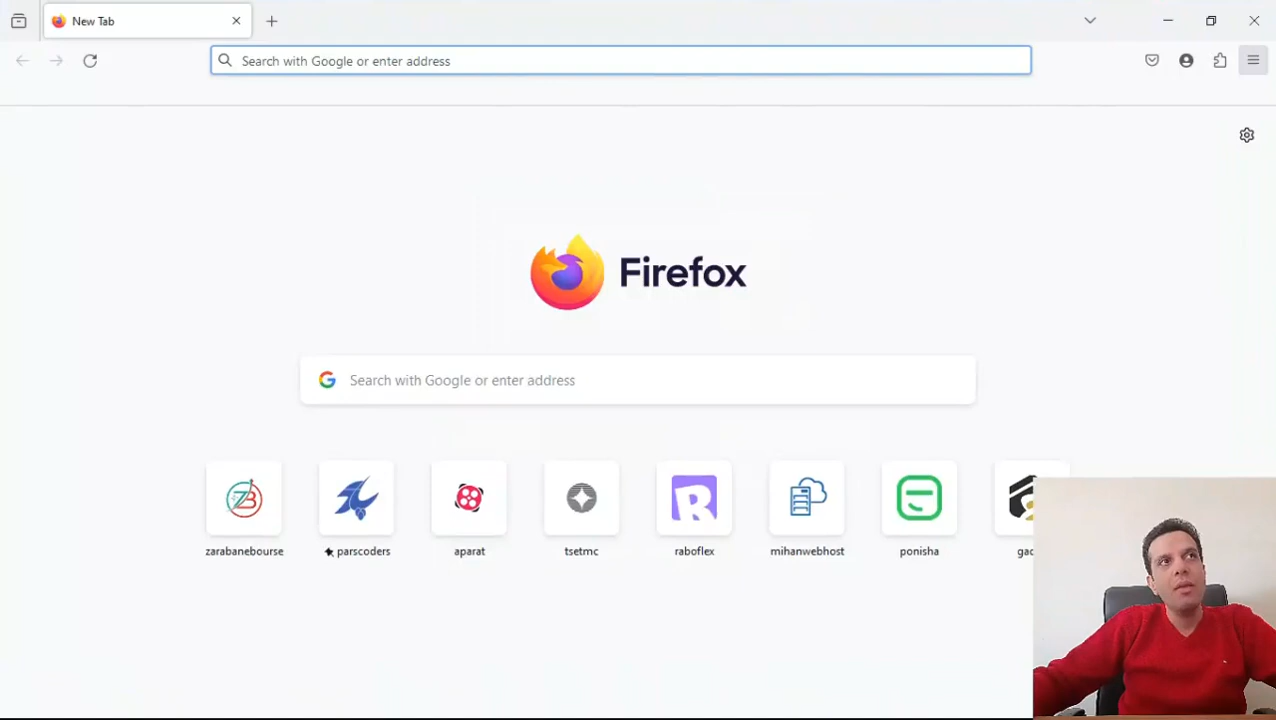 New Tab
Search with Google or enter address
Firefox
Search with Google or enter address
zarabanebourse
parscoders
aparat
tsetmc
raboflex
mihanwebhost
ponisha